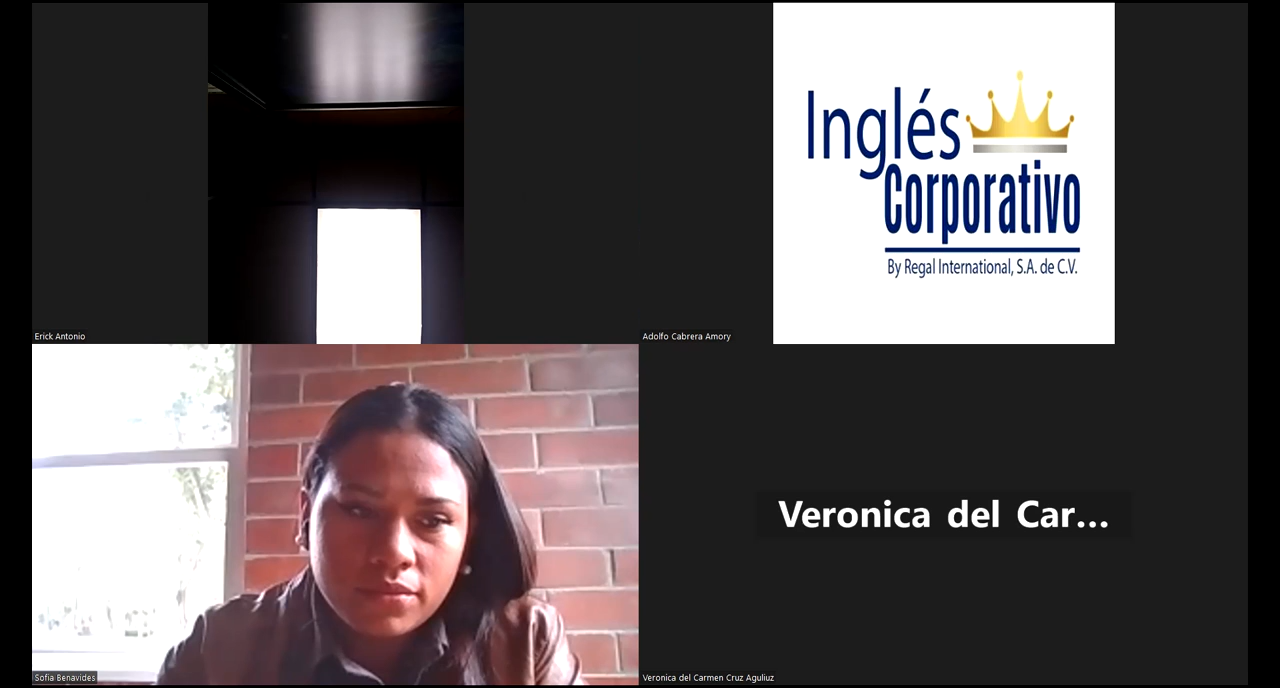 Inglés
Corporativo
By Regal International, S.A. de C.V.
Erick Antonio
Adolfo Cabrera Amory
Veronica del Car...
Sofia Benavides
Veronica del Carmen Cruz Aguliuz